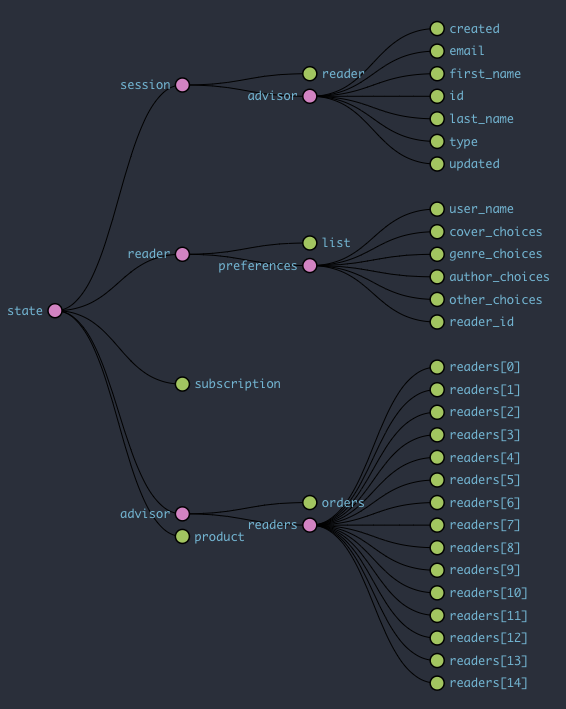 created
email
reader
first_name
session
advisor
id
last_name
type
updated
user_name
cover_choices
list
reader
genre_choices
preferences
author_choices
other_choices
state
reader_id
readers[0]
subscription
readers[1]
readers[2]
readers[3]
readers[4]
readers[5]
orders
readers[6]
advisor
readers
readers[7]
product
readers[8]
readers[9]
readers[10]
readers[11]
readers[12]
readers[13]
readers[14]